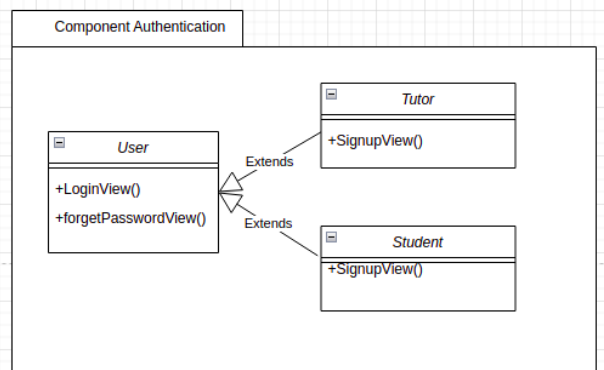 Component Authentication
User
+LoginView()
+forgetPasswordView()
Extends
Extends
Tutor
+SignupView()
Student
+SignupView()